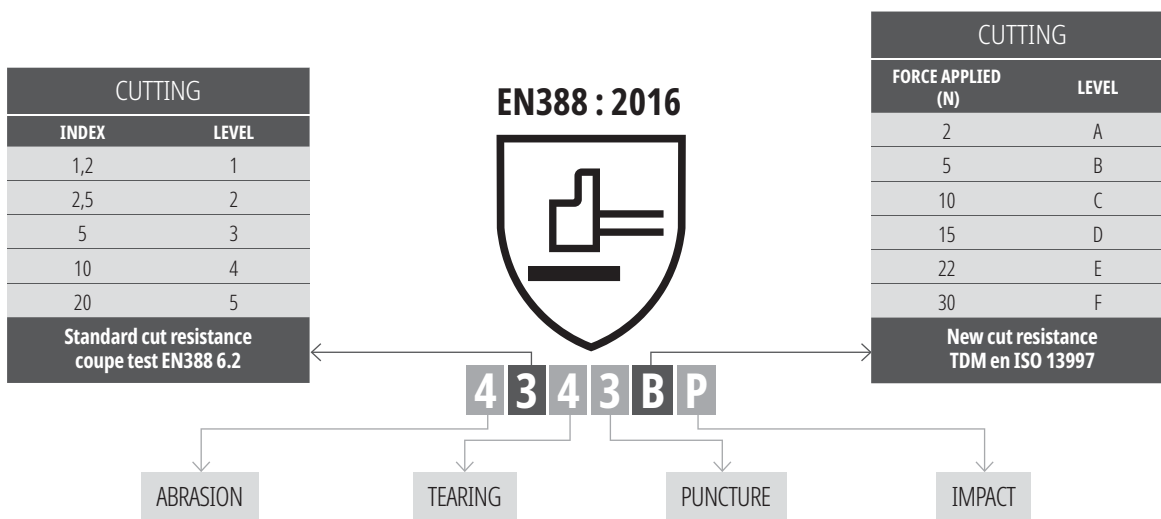 CUTTING
INDEX LEVEL
1,2 1
2,5 2
5 3
10 4
20 5
Standard cut resistance
coupe test EN388 6.2
EN388 : 2016
CUTTING
FORCE APPLIED
(N) LEVEL
2 A
5 B
10 C
15 D
22 E
30 F
New cut resistance
TDM en ISO 13997
4 3 4 3 B P
ABRASION TEARING PUNCTURE IMPACT